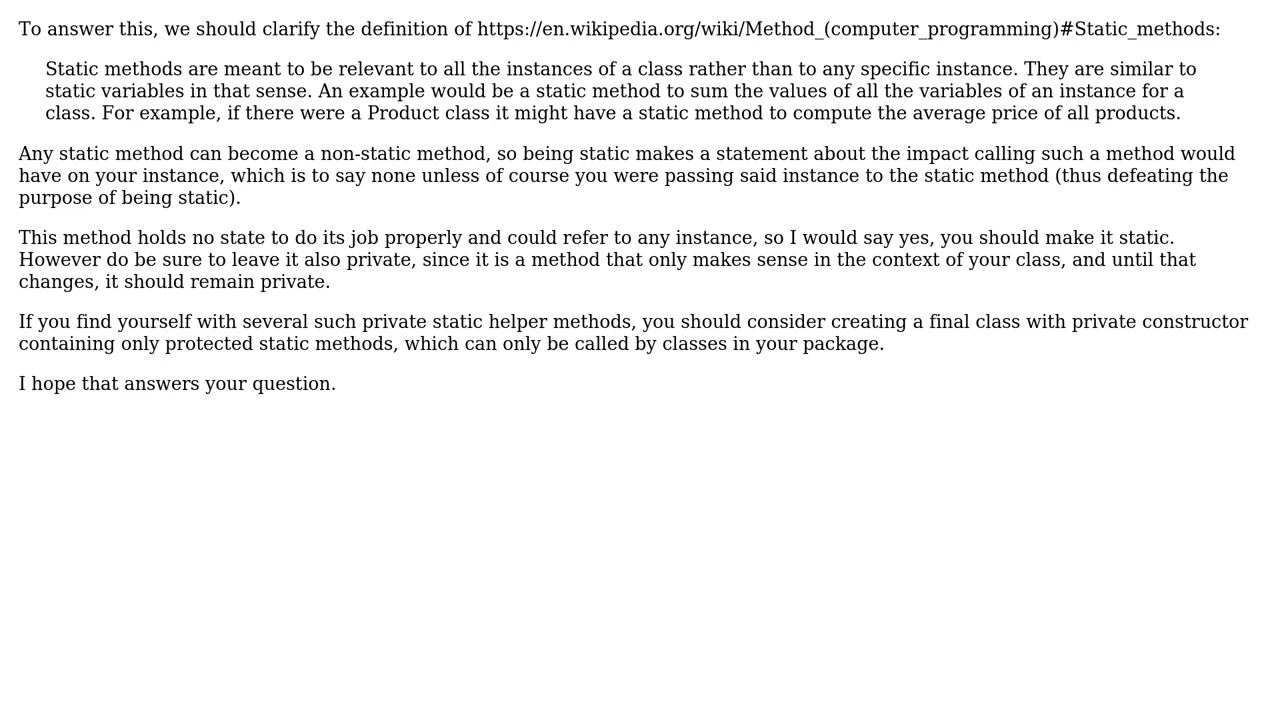 To answer this, we should clarify the definition of https://en.wikipedia.org/wiki/Method_(computer_programming)#Static_methods:
Static methods are meant to be relevant to all the instances of a class rather than to any specific instance. They are similar to
static variables in that sense. An example would be a static method to sum the values of all the variables of an instance for a
class. For example, if there were a Product class it might have a static method to compute the average price of all products.
Any static method can become a non-static method, so being static makes a statement about the impact calling such a method would
have on your instance, which is to say none unless of course you were passing said instance to the static method (thus defeating the
purpose of being static).
This method holds no state to do its job properly and could refer to any instance, so I would say yes, you should make it static.
However do be sure to leave it also private, since it is a method that only makes sense in the context of your class, and until that
changes, it should remain private.
If you find yourself with several such private static helper methods, you should consider creating a final class with private constructor
containing only protected static methods, which can only be called by classes in your package.
I hope that answers your question.